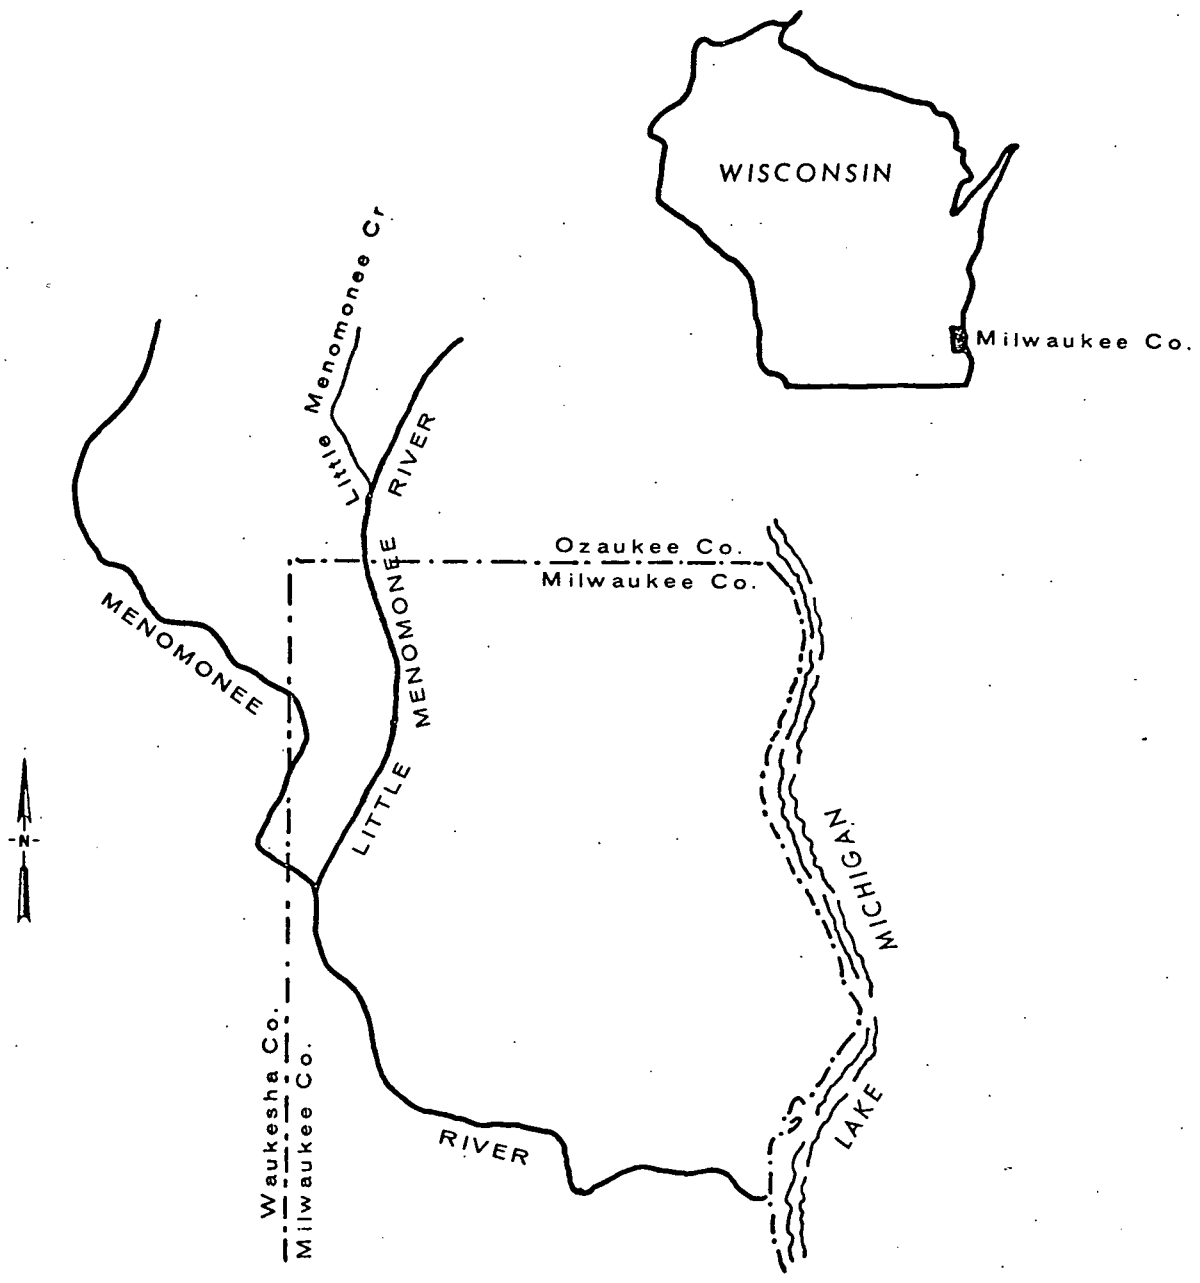 WISCONSIN
Milwaukee Co.
Little Menomonee Cr.
LITTLE MENOMONEE RIVER
Ozaukee Co.
Milwaukee Co.
MENOMONEE RIVER
-N-
LAKE MICHIGAN
Waukesha Co.
Milwaukee Co.